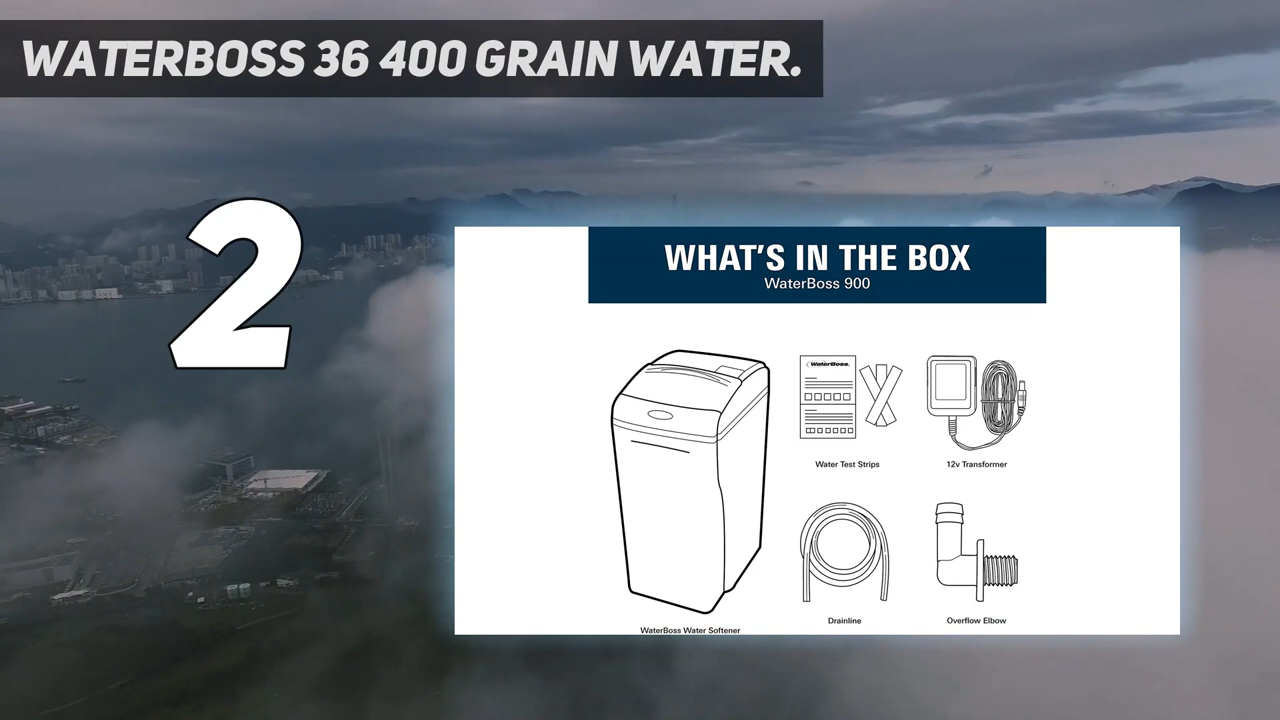 WATERBOSS 36 400 GRAIN WATER.
2
WHAT'S IN THE BOX
WaterBoss 900
WaterBoss.
Water Test Strips
12v Transformer
Drainline
Overflow Elbow
WaterBoss Water Softener